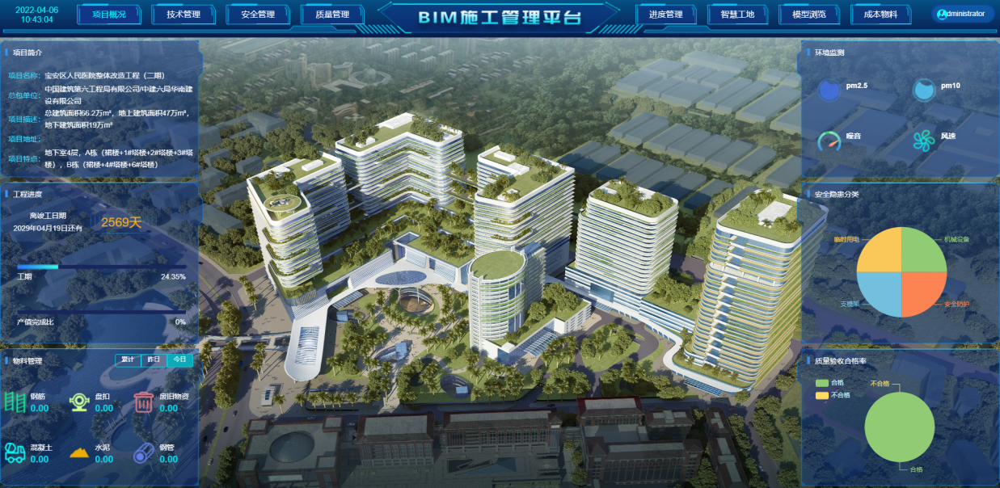 2022-04-06
10:43:04
项目概况
技术管理
安全管理
质量管理
BIM施工管理平台
进度管理
智慧工地
模型浏览
成本物料
Administrator
项目简介
项目名称: 宝安区人民医院整体改造工程（二期）
总包单位: 中国建筑第六工程局有限公司/中建六局华南建
设有限公司
项目描述: 总建筑面积66.2万m²，地上建筑面积47万m²，
地下建筑面积19万m²
项目地址:
项目特点: 地下室4层，A栋（裙楼+1#塔楼+2#塔楼+3#塔
楼），B栋（裙楼+4#塔楼+6#塔楼）
工程进度
离竣工日期
2029年04月19日还有
2569天
工期
24.35%
产值完成比
0%
物料管理
累计
昨日
今日
钢筋
0.00
盘扣
0.00
废旧物资
0.00
混凝土
0.00
水泥
0.00
钢管
0.00
环境监测
pm2.5
pm10
噪音
风速
安全隐患分类
临时用电
机械设备
支模架
安全防护
质量验收合格率
合格
不合格
不合格
合格